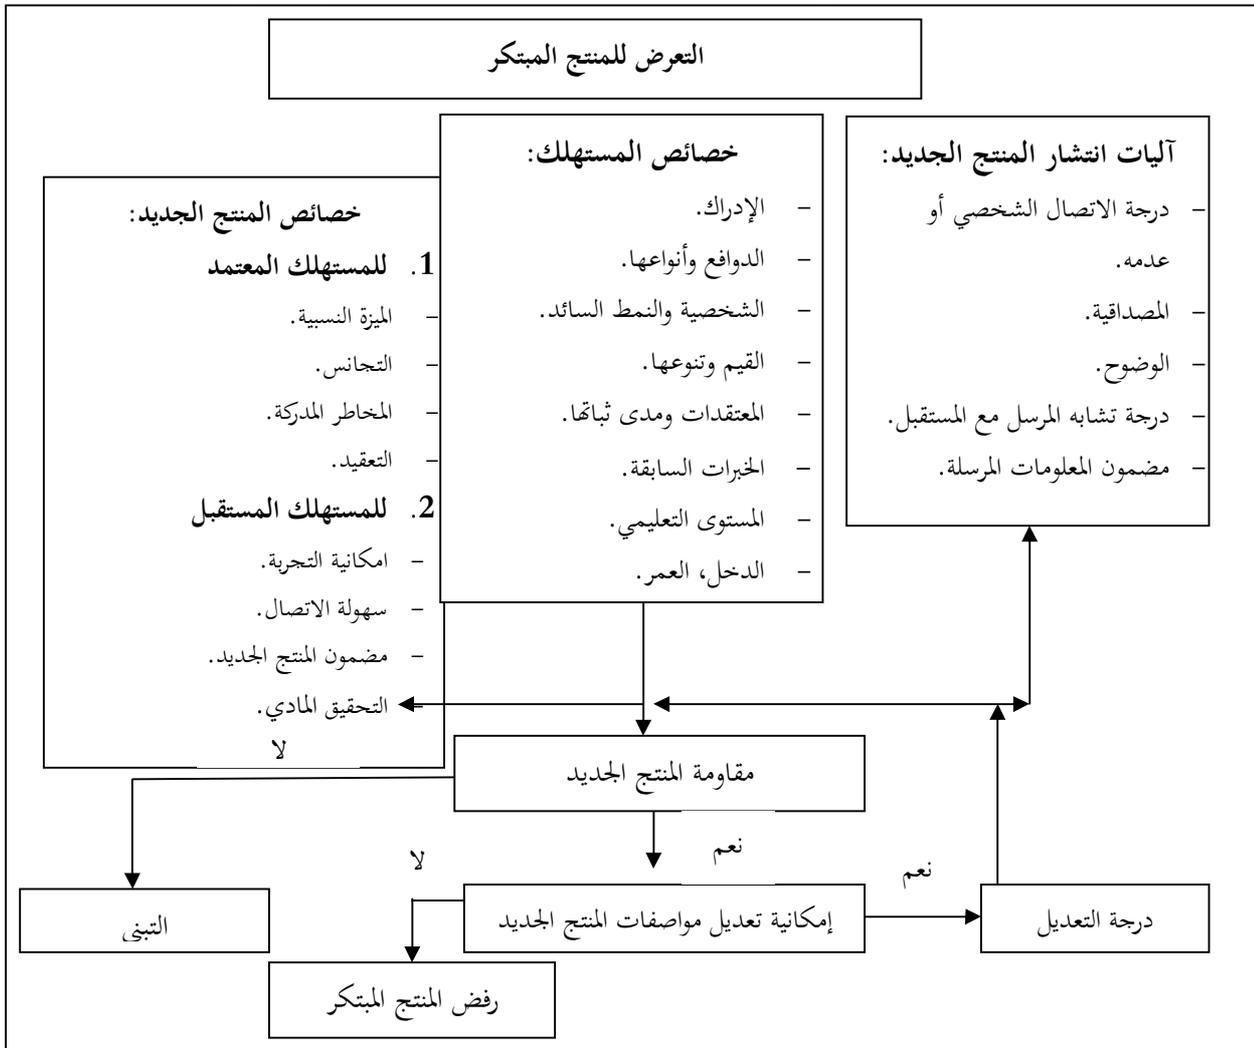 التعرض للمنتج المبتكر
آليات انتشار المنتج الجديد:
– درجة الاتصال الشخصي أو
عدمه.
– المصداقية.
– الوضوح.
– درجة تشابه المرسل مع المستقبل.
– مضمون المعلومات المرسلة.
خصائص المستهلك:
– الإدراك.
– الدوافع وأنواعها.
– الشخصية والنمط السائد.
– القيم وتنوعها.
– المعتقدات ومدى ثباتها.
– الخبرات السابقة.
– المستوى التعليمي.
– الدخل، العمر.
خصائص المنتج الجديد:
1. للمستهلك المعتمد
– الميزة النسبية.
– التجانس.
– المخاطر المدركة.
– التعقيد.
2. للمستهلك المستقبل
– امكانية التجربة.
– سهولة الاتصال.
– مضمون المنتج الجديد.
– التحقيق المادي.
لا
مقاومة المنتج الجديد
نعم
لا
نعم
درجة التعديل
إمكانية تعديل مواصفات المنتج الجديد
التبني
رفض المنتج المبتكر